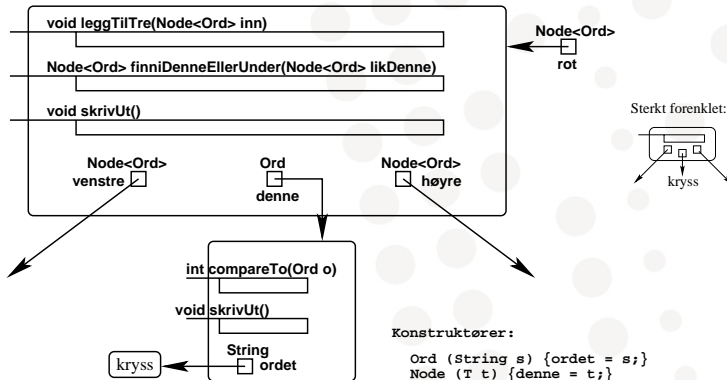 void leggTilTre(Node<Ord> inn)
Node<Ord>
rot
Node<Ord> finniDenneEllerUnder(Node<Ord> likDenne)
void skrivUt()
Sterkt forenklet:
kryss
Node<Ord>
venstre
Ord
denne
Node<Ord>
høyre
int compareTo(Ord o)
void skrivUt()
String
ordet
kryss
Konstruktører:
Ord (String s) {ordet = s;}
Node (T t) {denne = t;}